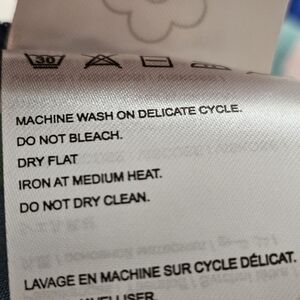 30
MACHINE WASH ON DELICATE CYCLE.
DO NOT BLEACH.
DRY FLAT
IRON AT MEDIUM HEAT.
DO NOT DRY CLEAN.
LAVAGE EN MACHINE SUR CYCLE DÉLICAT.